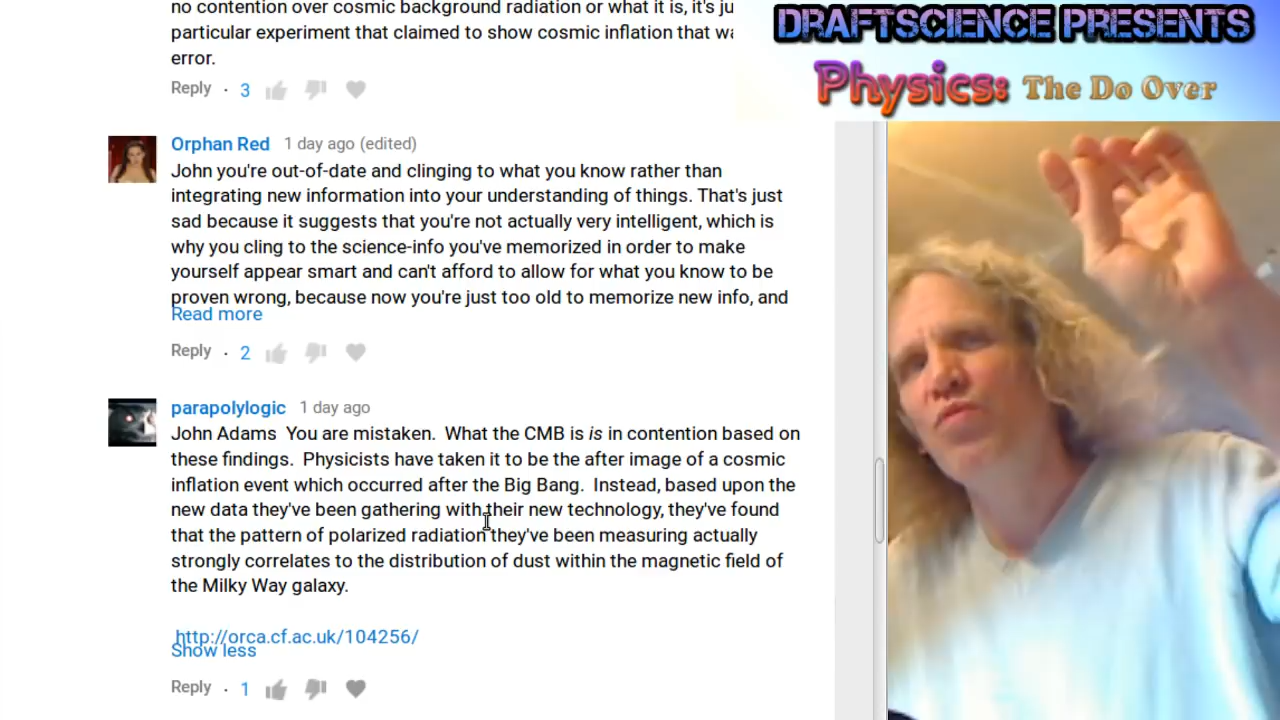 no contention over cosmic background radiation or what it is, it's ju
particular experiment that claimed to show cosmic inflation that wa
error.
Reply · 3
DRAFTSCIENCE PRESENTS
Physics: The Do Over
Orphan Red 1 day ago (edited)
John you're out-of-date and clinging to what you know rather than
integrating new information into your understanding of things. That's just
sad because it suggests that you're not actually very intelligent, which is
why you cling to the science-info you've memorized in order to make
yourself appear smart and can't afford to allow for what you know to be
proven wrong, because now you're just too old to memorize new info, and
Read more
Reply · 2
parapolylogic 1 day ago
John Adams You are mistaken. What the CMB is is in contention based on
these findings. Physicists have taken it to be the after image of a cosmic
inflation event which occurred after the Big Bang. Instead, based upon the
new data they've been gathering with their new technology, they've found
that the pattern of polarized radiation they've been measuring actually
strongly correlates to the distribution of dust within the magnetic field of
the Milky Way galaxy.
http://orca.cf.ac.uk/104256/
Show less
Reply · 1